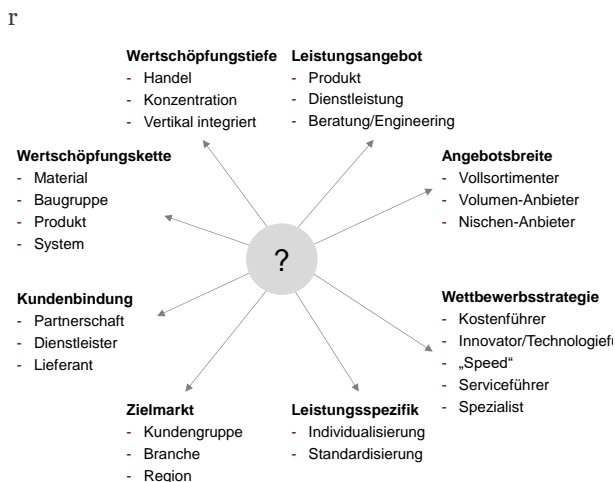 r
Wertschöpfungstiefe
- Handel
- Konzentration
- Vertikal integriert
Leistungsangebot
- Produkt
- Dienstleistung
- Beratung/Engineering
Wertschöpfungskette
- Material
- Baugruppe
- Produkt
- System
Angebotsbreite
- Vollsortimenter
- Volumen-Anbieter
- Nischen-Anbieter
?
Kundenbindung
- Partnerschaft
- Dienstleister
- Lieferant
Wettbewerbsstrategie
- Kostenführer
- Innovator/Technologief
- „Speed“
- Serviceführer
- Spezialist
Zielmarkt
- Kundengruppe
- Branche
- Region
Leistungsspezifik
- Individualisierung
- Standardisierung